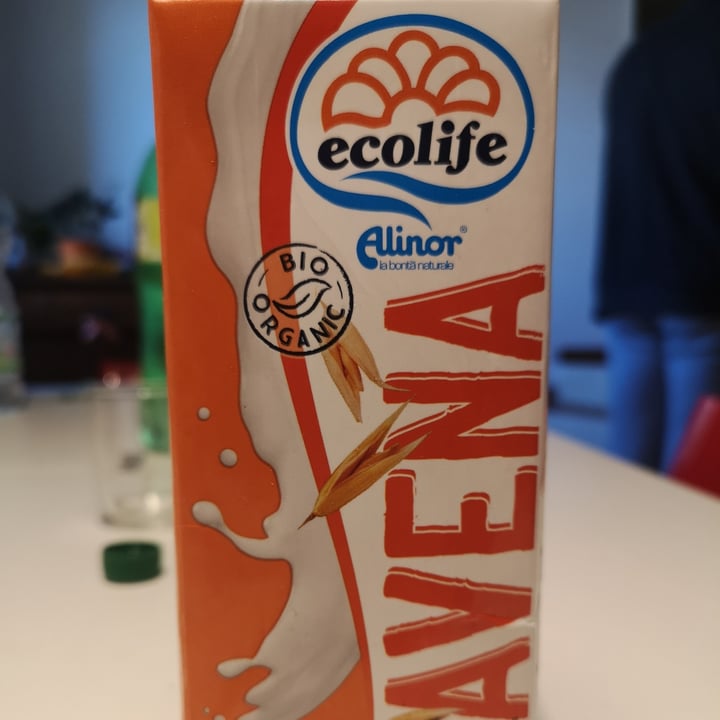 ecolife
Alinor®
la bontà naturale
BIO
ORGANIC
AVENA